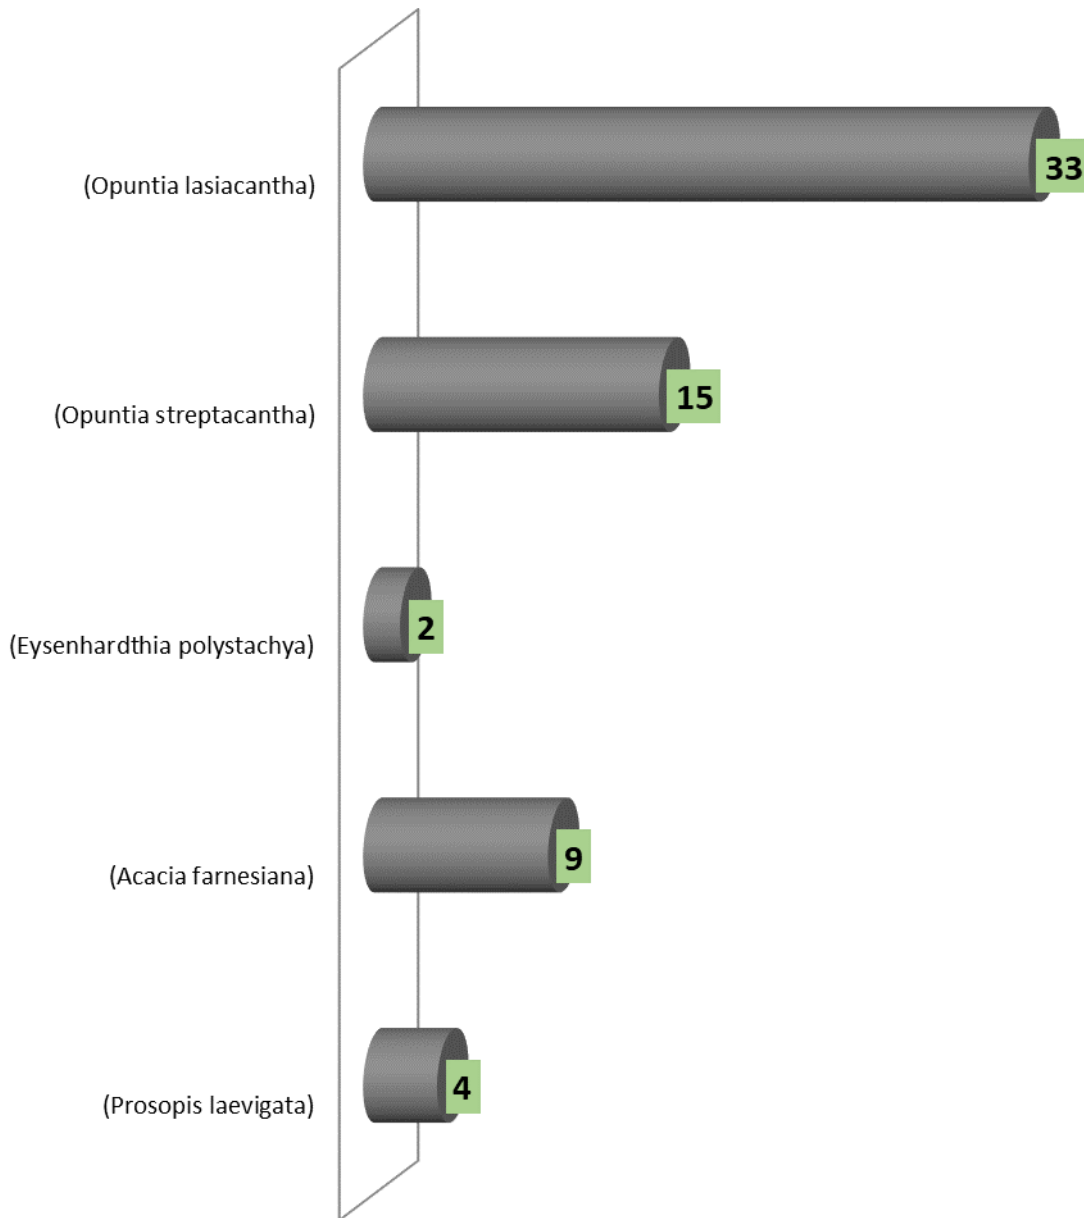 (Opuntia lasiacantha)
33
(Opuntia streptacantha)
15
(Eysenhardthia polystachya)
2
(Acacia farnesiana)
9
(Prosopis laevigata)
4